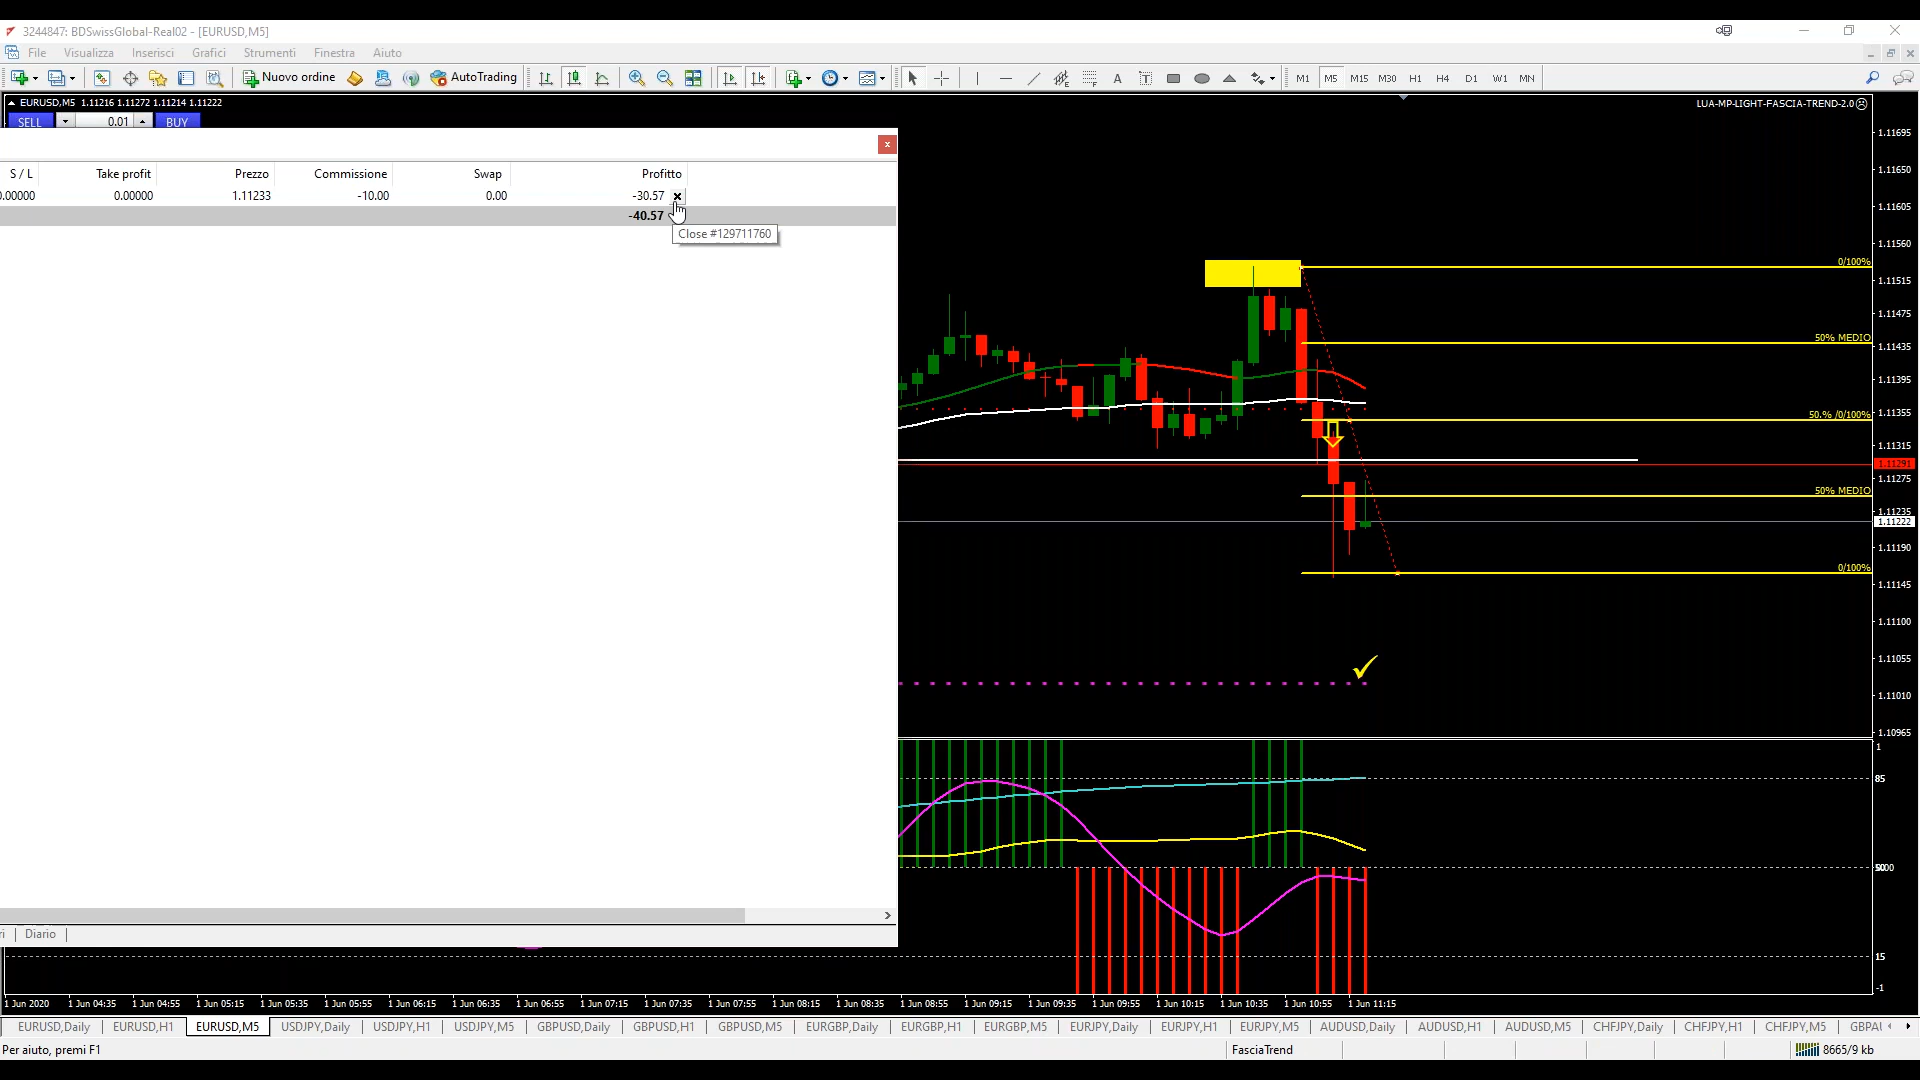 3244847: BDSwissGlobal-Real02 - [EURUSD,M5]
File Visualizza Inserisci Grafici Strumenti Finestra Aiuto
Nuovo ordine AutoTrading A T M1 M5 M15 M30 H1 H4 D1 W1 MN
EURUSD,M5 1.11216 1.11272 1.11214 1.11222
LUA-MP-LIGHT-FASCIA-TREND-2.0
SELL 0.01 BUY
S / L Take profit Prezzo Commissione Swap Profitto
0.00000 1.11233 -10.00 0.00 -30.57
-40.57
Close #129711760
1.11695
1.11650
1.11605
1.11560
0/100%
1.11515
1.11475
50% MEDIO
1.11435
1.11395
50.% /0/100%
1.11355
1.11315
1.11291
1.11275
50% MEDIO
1.11235
1.11222
1.11190
0/100%
1.11145
1.11100
1.11055
1.11010
1.10965
1
85
15
-1
Diario
1 Jun 2020 1 Jun 04:35 1 Jun 04:55 1 Jun 05:15 1 Jun 05:35 1 Jun 05:55 1 Jun 06:15 1 Jun 06:35 1 Jun 06:55 1 Jun 07:15 1 Jun 07:35 1 Jun 07:55 1 Jun 08:15 1 Jun 08:35 1 Jun 08:55 1 Jun 09:15 1 Jun 09:35 1 Jun 09:55 1 Jun 10:15 1 Jun 10:35 1 Jun 10:55 1 Jun 11:15
EURUSD,Daily EURUSD,H1 EURUSD,M5 USDJPY,Daily USDJPY,H1 USDJPY,M5 GBPUSD,Daily GBPUSD,H1 GBPUSD,M5 EURGBP,Daily EURGBP,H1 EURGBP,M5 EURJPY,Daily EURJPY,H1 EURJPY,M5 AUDUSD,Daily AUDUSD,H1 AUDUSD,M5 CHFJPY,Daily CHFJPY,H1 CHFJPY,M5
Per aiuto, premi F1 FasciaTrend 8665/9 kb